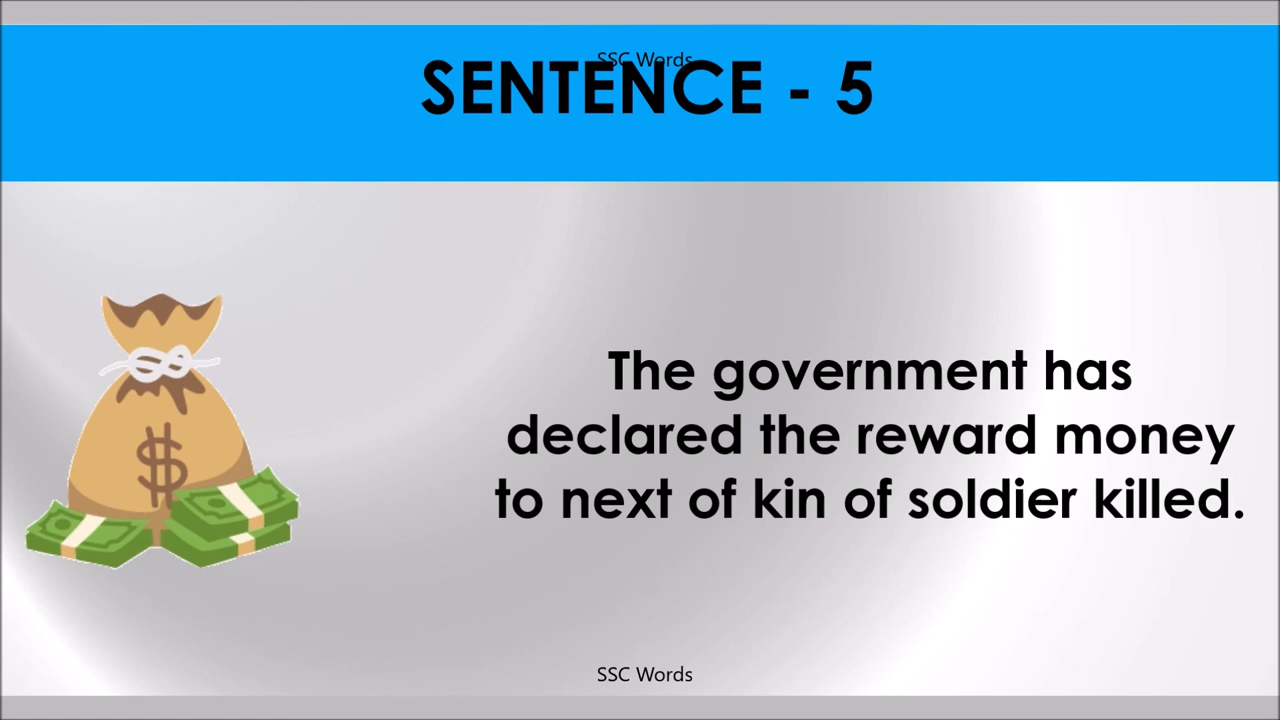 SSC Words
SENTENCE - 5
The government has
declared the reward money
to next of kin of soldier killed.
SSC Words